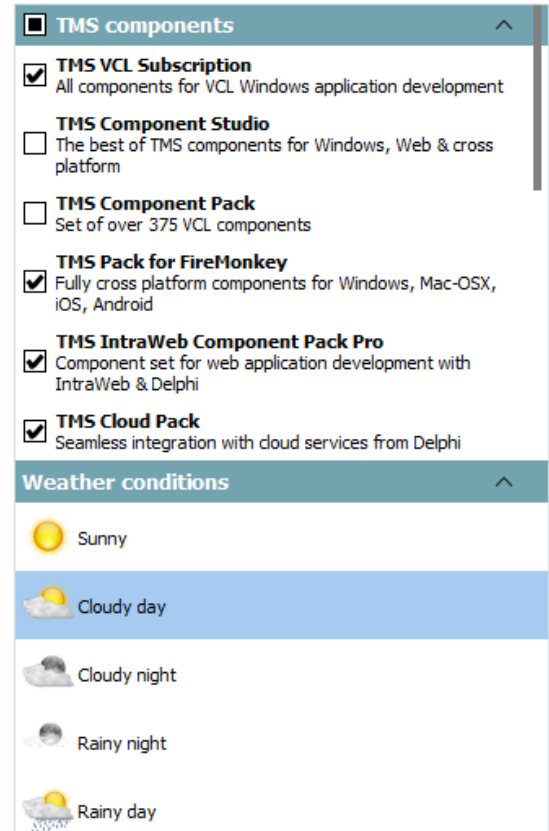 TMS components
TMS VCL Subscription
All components for VCL Windows application development
TMS Component Studio
The best of TMS components for Windows, Web & cross
platform
TMS Component Pack
Set of over 375 VCL components
TMS Pack for FireMonkey
Fully cross platform components for Windows, Mac-OSX,
iOS, Android
TMS IntraWeb Component Pack Pro
Component set for web application development with
IntraWeb & Delphi
TMS Cloud Pack
Seamless integration with cloud services from Delphi
Weather conditions
Sunny
Cloudy day
Cloudy night
Rainy night
Rainy day